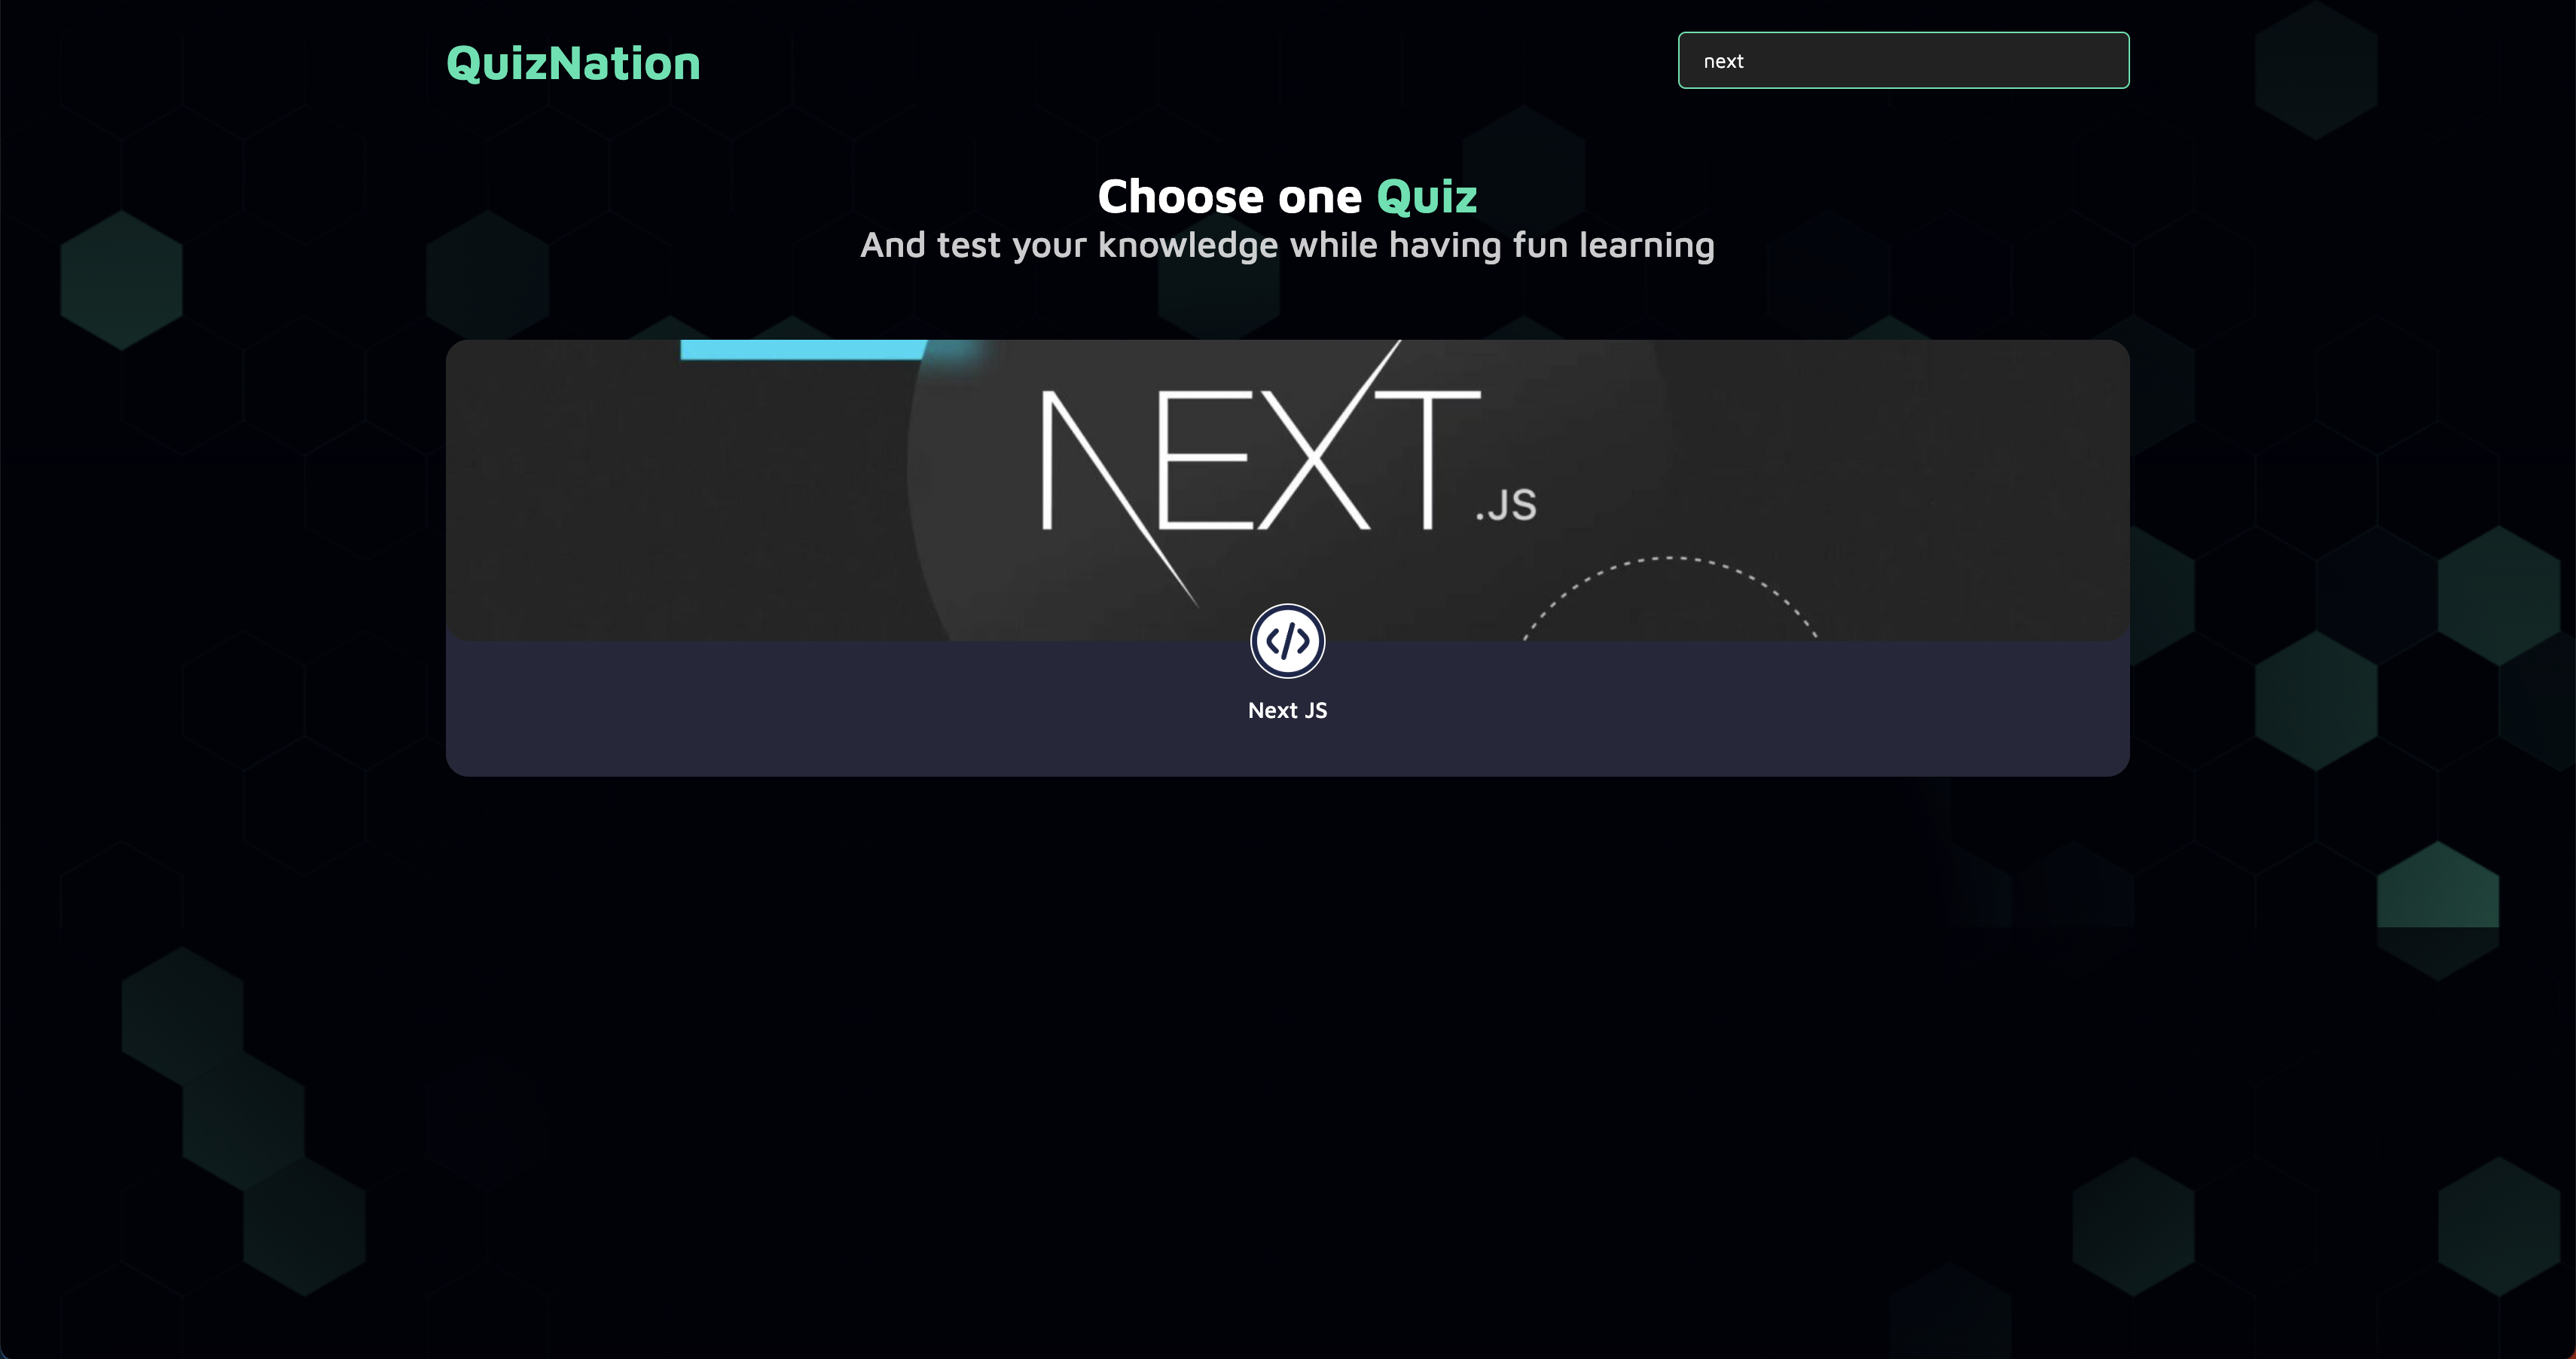 QuizNation
next
Choose one Quiz
And test your knowledge while having fun learning
NEXT.JS
</>
Next JS